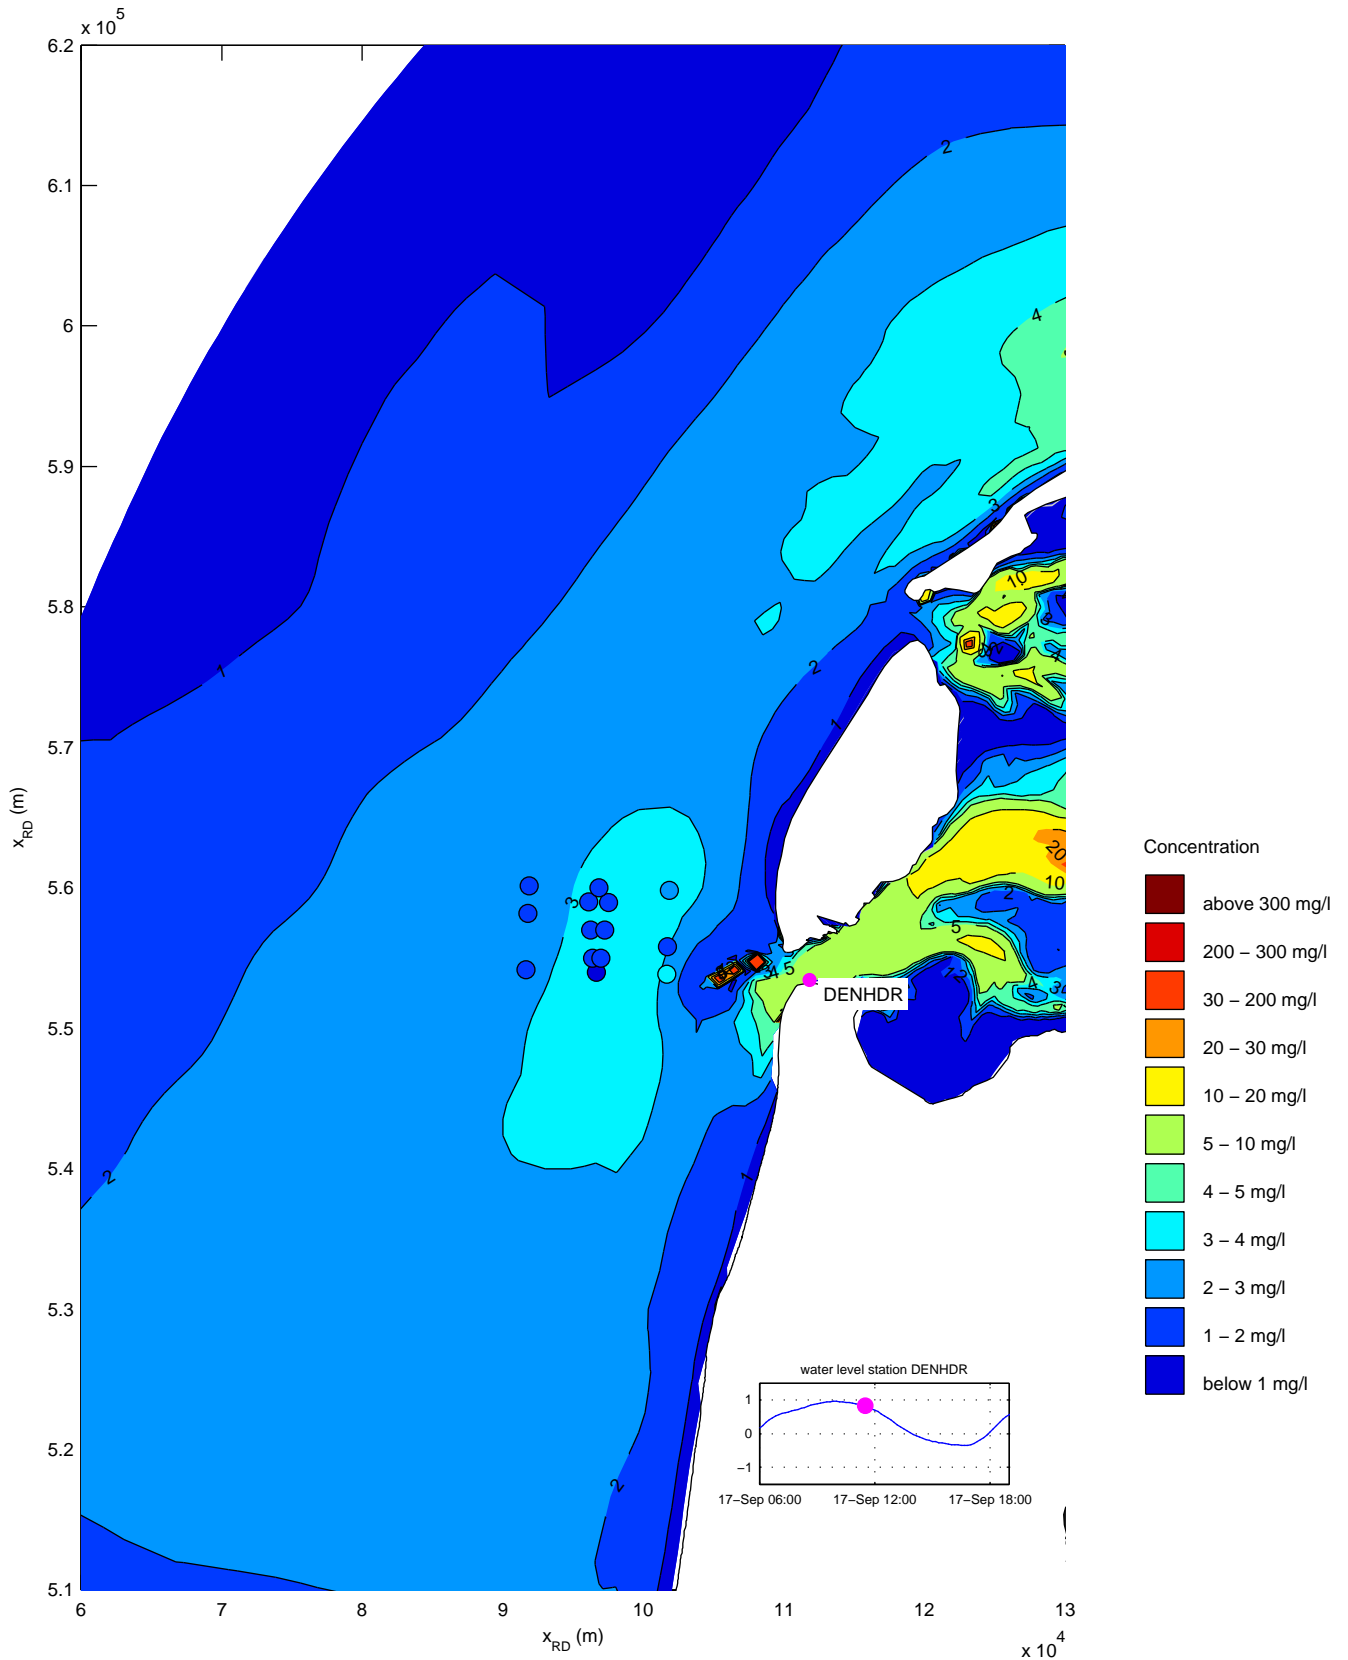 x 10^5
6.2
6.1
6
5.9
5.8
5.7
5.6
5.5
5.4
5.3
5.2
5.1
x_RD (m)
6 7 8 9 10 11 12 13
x_RD (m)
x 10^4
2
4
3
10
3
4
2
1
1
20
10
2
5
3
4 5
1 2
4
DENHDR
2
1
2
Concentration
above 300 mg/l
200 – 300 mg/l
30 – 200 mg/l
20 – 30 mg/l
10 – 20 mg/l
5 – 10 mg/l
4 – 5 mg/l
3 – 4 mg/l
2 – 3 mg/l
1 – 2 mg/l
below 1 mg/l
water level station DENHDR
1
0
–1
17–Sep 06:00 17–Sep 12:00 17–Sep 18:00